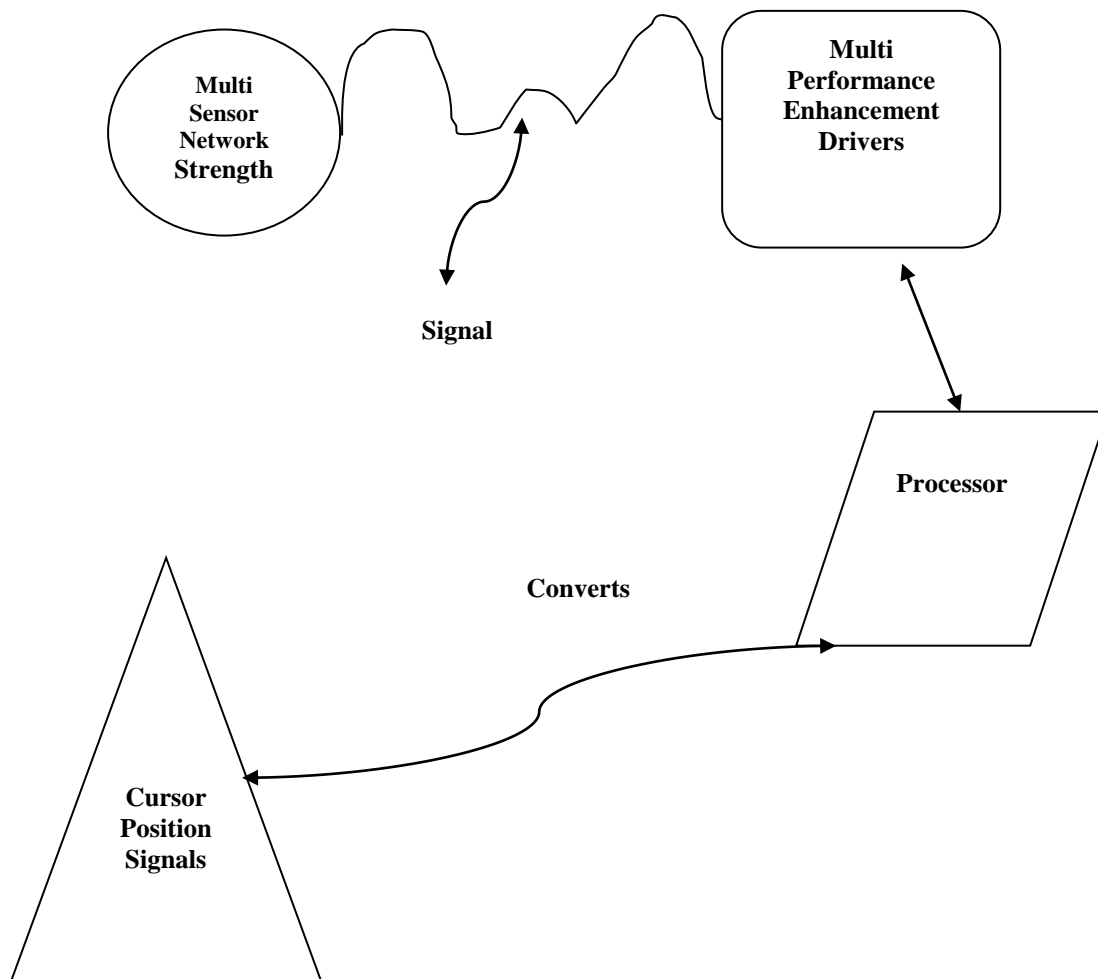 Multi
Sensor
Network
Strength
Multi
Performance
Enhancement
Drivers
Signal
Processor
Converts
Cursor
Position
Signals